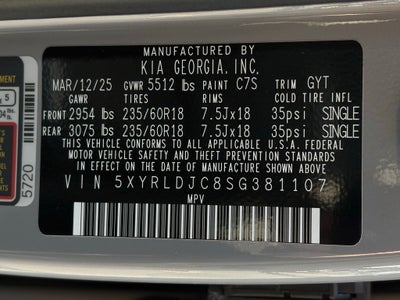 MANUFACTURED BY
KIA GEORGIA. INC.
MAR/12/25 GVWR 5512 lbs PAINT C7S TRIM GYT
GAWR TIRES RIMS COLD TIRE INFL
FRONT 2954 lbs 235/60R18 7.5Jx18 35psi SINGLE
REAR 3075 lbs 235/60R18 7.5Jx18 35psi SINGLE
THIS VEHICLE CONFORMS TO ALL APPLICABLE U.S.A. FEDERAL
MOTOR VEHICLE SAFETY AND THEFT PREVENTION STANDARDS
IN EFFECT ON THE DATE OF MANUFACTURE SHOWN ABOVE
VIN 5XYRLDJC8SG381107
MPV
5
5720